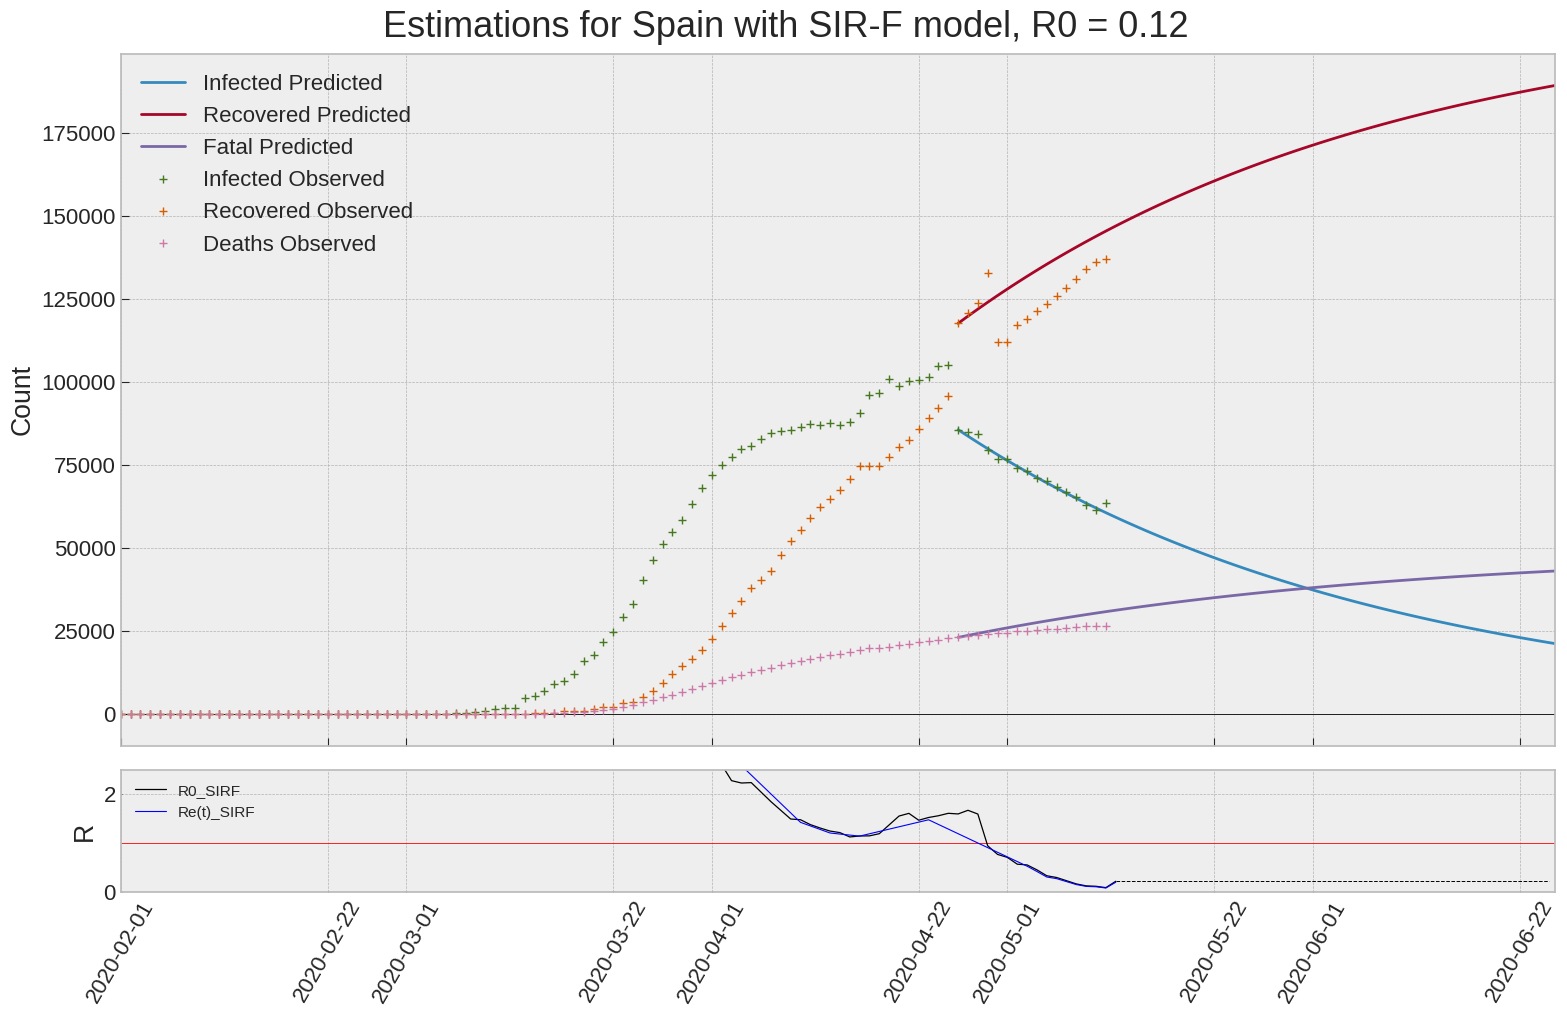 Estimations for Spain with SIR-F model, R0 = 0.12
Infected Predicted
Recovered Predicted
Fatal Predicted
Infected Observed
Recovered Observed
Deaths Observed
175000
150000
125000
100000
75000
50000
25000
0
Count
R0_SIRF
Re(t)_SIRF
2
0
R
2020-02-01
2020-02-22
2020-03-01
2020-03-22
2020-04-01
2020-04-22
2020-05-01
2020-05-22
2020-06-01
2020-06-22